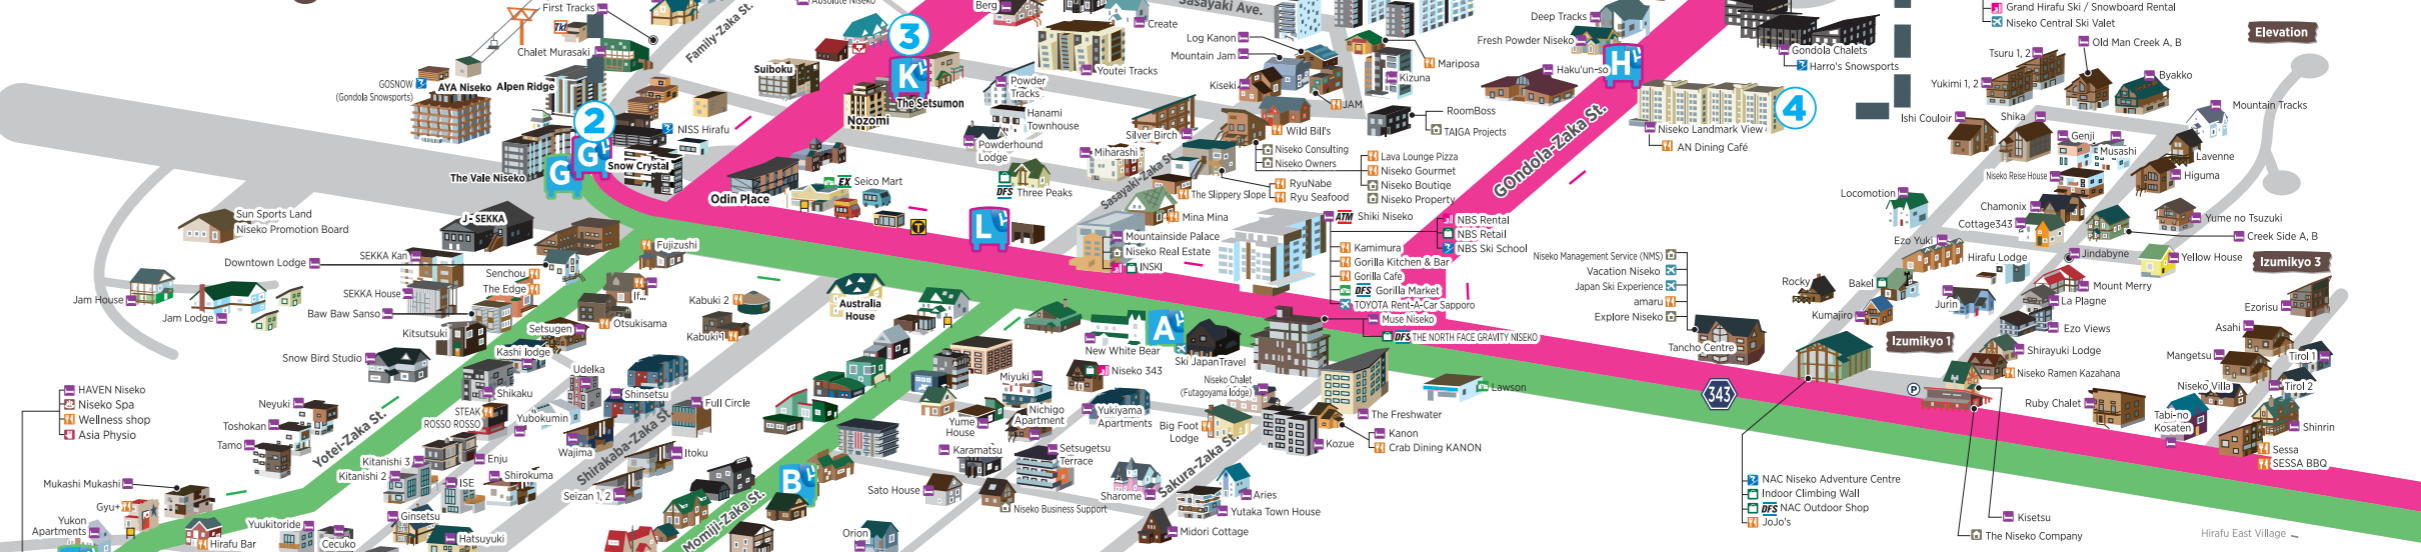 First Tracks
Tki
Chalet Murasaki
GOSNOW
(Gondola Snowsports)
AYA Niseko
Alpen Ridge
2
G
G
The Vale Niseko
Snow Crystal
NISS Hirafu
Family-Zaka St.
Absolute Niseko
Suiboku
3
K
The Setsumon
Nozomi
Odin Place
EX Seico Mart
T
L
Berg
Create
Youtei Tracks
Powder
Tracks
Hanami
Townhouse
Powderhound
Lodge
DFS Three Peaks
Miharashi
Silver Birch
Sasayaki Ave.
Log Kanon
Mountain Jam
Kiseki
JAM
Mariposa
Kizuna
Wild Bill's
Niseko Consulting
Niseko Owners
RoomBoss
TAIGA Projects
Lava Lounge Pizza
Niseko Gourmet
Niseko Boutiqe
Niseko Property
RyuNabe
Ryu Seafood
The Slippery Slope
Sasayaki-Zaka St.
Mina Mina
Mountainside Palace
Niseko Real Estate
INSKI
ATM Shiki Niseko
NBS Rental
NBS Retail
NBS Ski School
Kamimura
Gorilla Kitchen & Bar
Gorilla Cafe
DFS Gorilla Market
TOYOTA Rent-A-Car Sapporo
Muse Niseko
DFS THE NORTH FACE GRAVITY NISEKO
Deep Tracks
Fresh Powder Niseko
Haku'un-so
H
GOndola-Zaka St.
Gondola Chalets
Harro's Snowsports
4
Niseko Landmark View
AN Dining Café
Grand Hirafu Ski / Snowboard Rental
Niseko Central Ski Valet
Elevation
Tsuru 1, 2
Old Man Creek A, B
Yukimi 1, 2
Byakko
Mountain Tracks
Ishi Couloir
Shika
Genji
Musashi
Lavenne
Niseko Reise House
Higuma
Locomotion
Chamonix
Cottage343
Yume no Tsuzuki
Creek Side A, B
Ezo Yuki
Hirafu Lodge
Jindabyne
Yellow House
Izumikyo 3
Niseko Management Service (NMS)
Vacation Niseko
Japan Ski Experience
amaru
Explore Niseko
Tancho Centre
Rocky
Bakel
Kumajiro
Jurin
Mount Merry
La Plagne
Ezo Views
Izumikyo 1
Shirayuki Lodge
Niseko Ramen Kazahana
P
Ezorisu
Asahi
Mangetsu
Tirol 1
Niseko Villa
Tirol 2
Ruby Chalet
Tabi-no
Kosaten
Shinrin
Sessa
SESSA BBQ
343
NAC Niseko Adventure Centre
Indoor Climbing Wall
DFS NAC Outdoor Shop
JoJo's
Kisetsu
The Niseko Company
Hirafu East Village
Sun Sports Land
Niseko Promotion Board
J-SEKKA
Downtown Lodge
SEKKA Kan
Fujizushi
Senchou
The Edge
SEKKA House
Jam House
Jam Lodge
Baw Baw Sanso
Kitsutsuki
If...
Otsukisama
Setsugen
Kashi lodge
Snow Bird Studio
Kabuki 2
Kabuki 1
Australia
House
A
New White Bear
Ski JapanTravel
Niseko Chalet
(Futagoyama lodge)
Niseko 343
Miyuki
Lawson
HAVEN Niseko
Niseko Spa
Wellness shop
Asia Physio
Neyuki
Toshokan
Tamo
Yotei-Zaka St.
Shikaku
STEAK
ROSSO ROSSO
Udelka
Yubokumin
Shinsetsu
Full Circle
Wajima
Itoku
Shirakaba-Zaka St.
Yume
House
Nichigo
Apartment
Yukiyama
Apartments
Big Foot
Lodge
The Freshwater
Kanon
Crab Dining KANON
Kozue
Karamatsu
Setsugetsu
Terrace
Kitanishi 3
Kitanishi 2
Enju
ISE
Shirokuma
Seizan 1, 2
B
Sato House
Niseko Business Support
Sharome
Sakura-Zaka St.
Aries
Yutaka Town House
Midori Cottage
Mukashi Mukashi
Gyu+
Yukon
Apartments
Hirafu Bar
Yuukitoride
Cecuko
Ginsetsu
Hatsuyuki
Momiji-Zaka St.
Orion